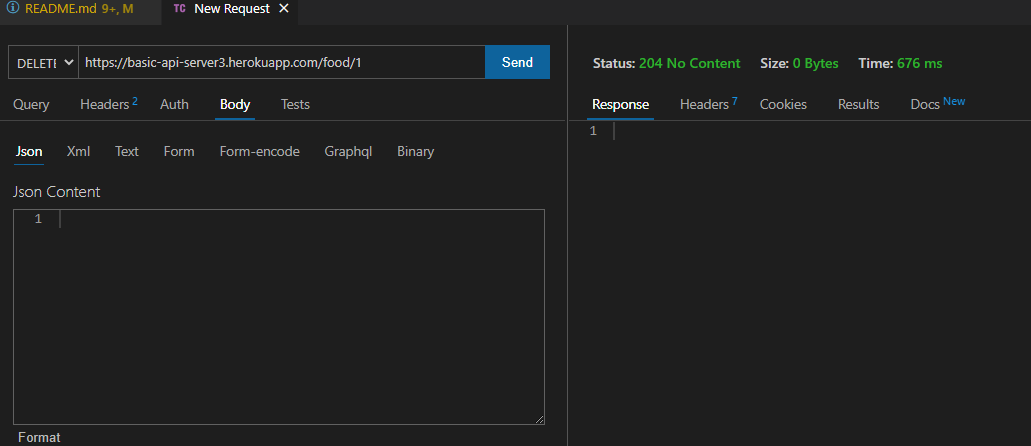 README.md 9+, M TC New Request
DELETE https://basic-api-server3.herokuapp.com/food/1 Send
Status: 204 No Content Size: 0 Bytes Time: 676 ms
Query Headers 2 Auth Body Tests
Response Headers 7 Cookies Results Docs New
1
Json Xml Text Form Form-encode Graphql Binary
Json Content
1
Format